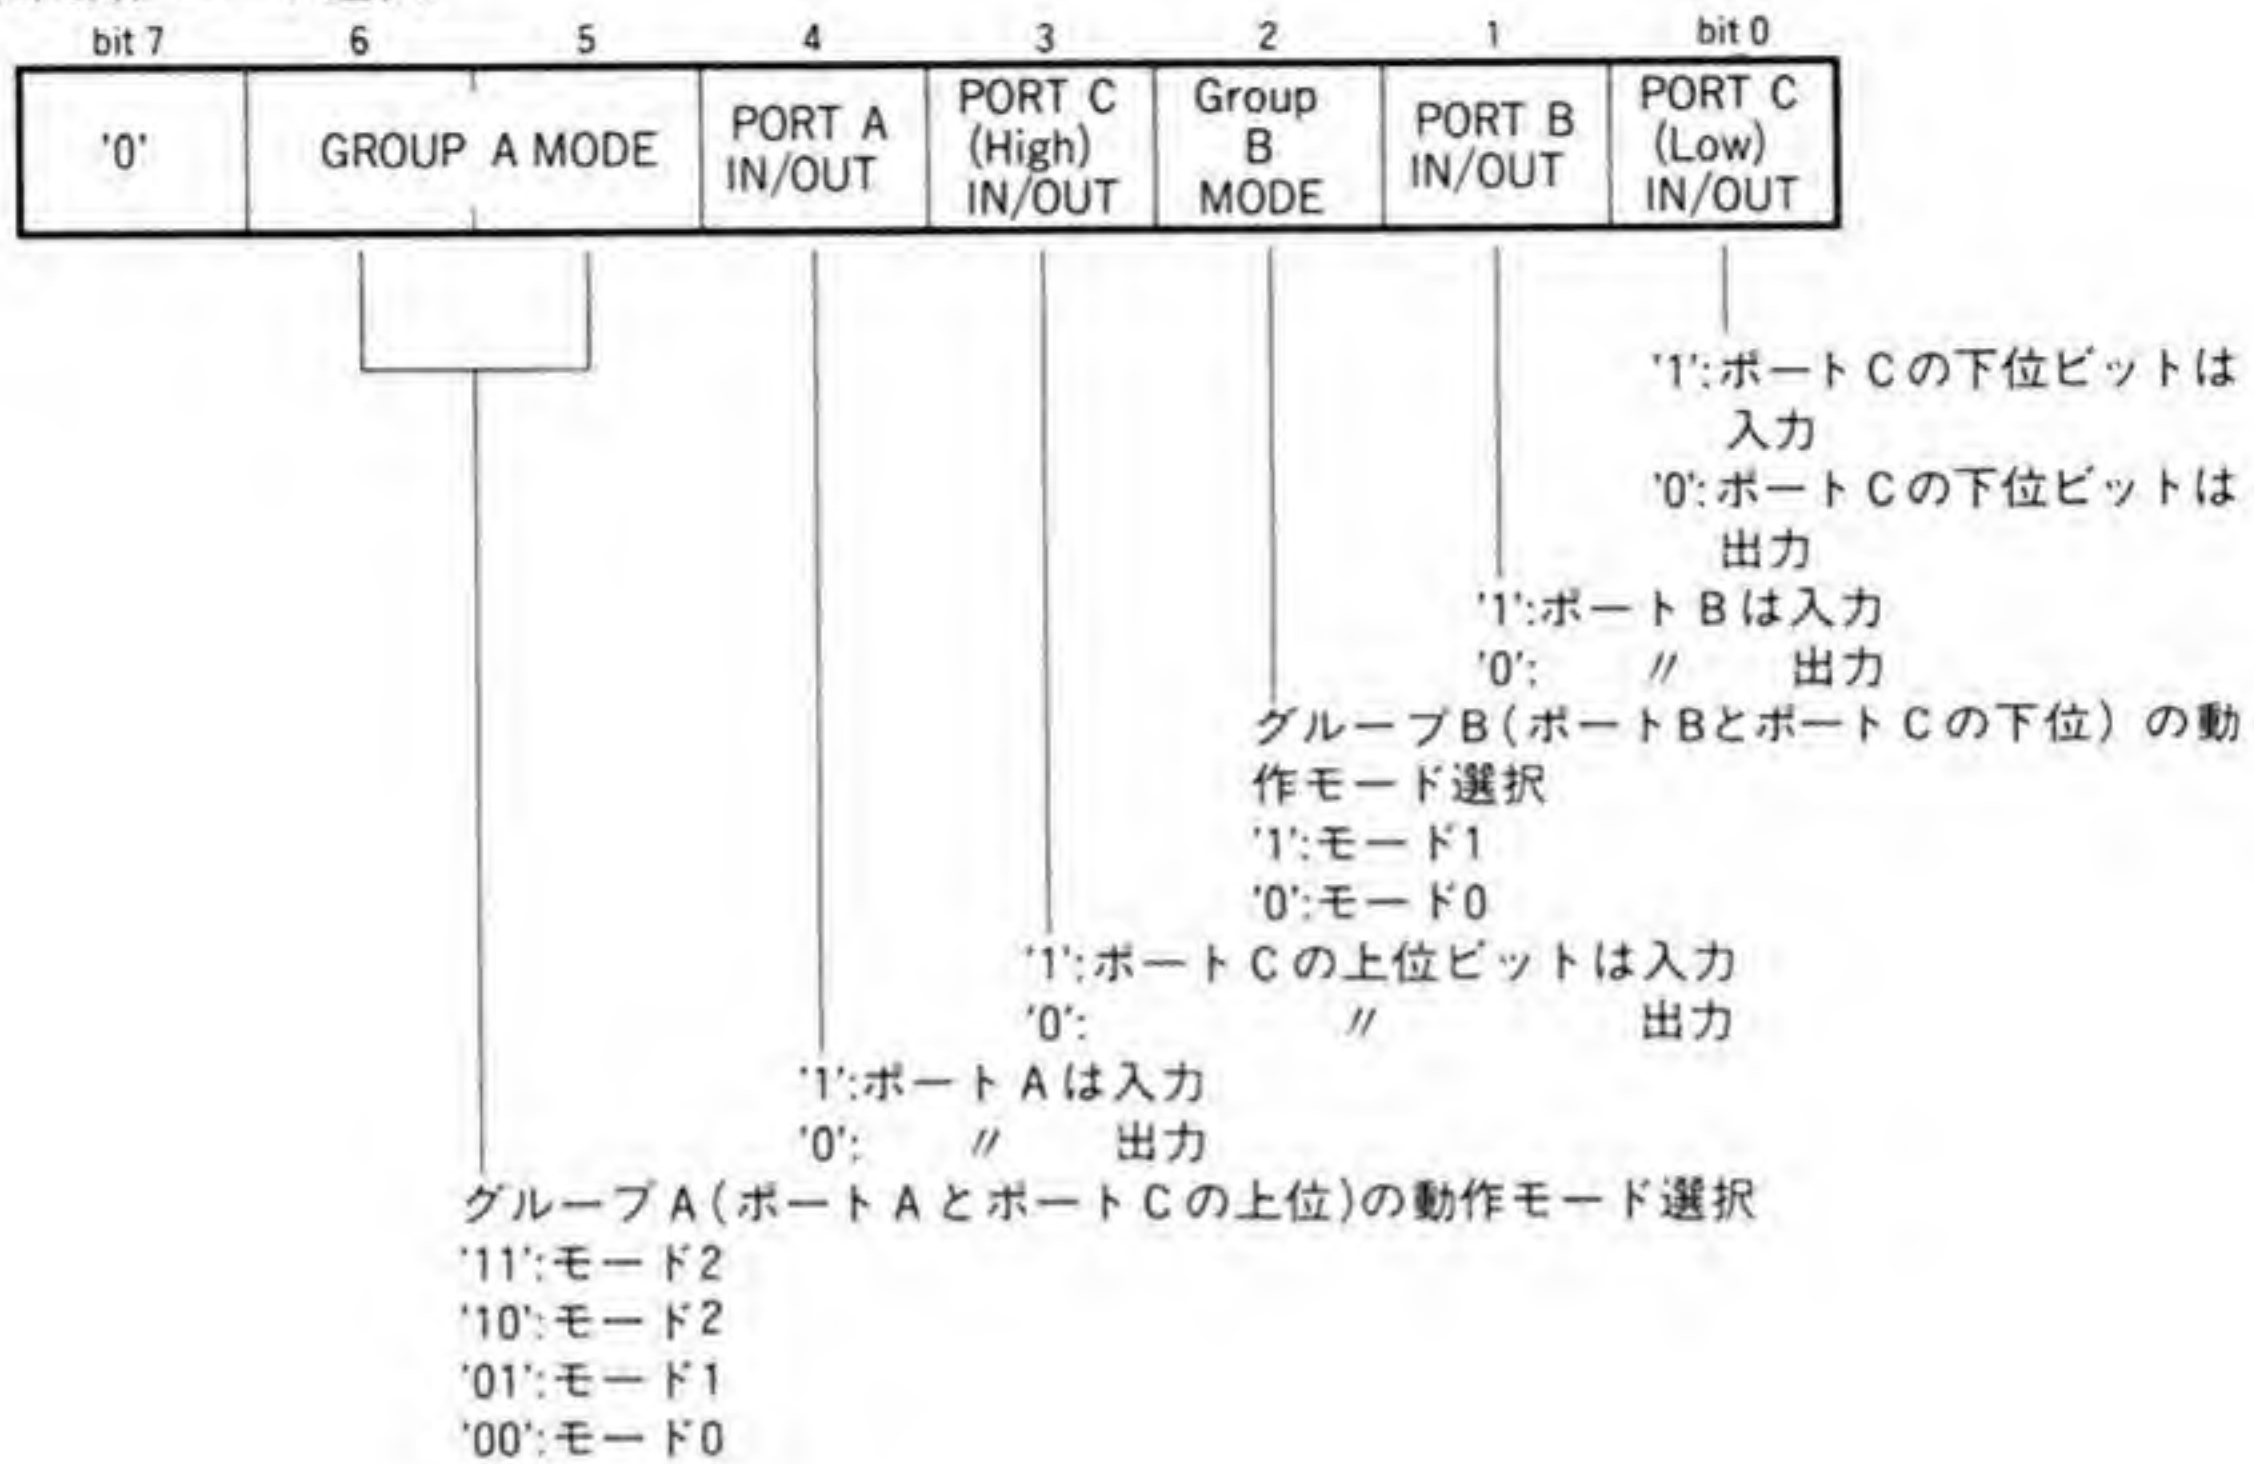 bit 7 6 5 4 3 2 1 bit 0
'0' GROUP A MODE PORT A IN/OUT PORT C (High) IN/OUT Group B MODE PORT B IN/OUT PORT C (Low) IN/OUT
'1':ポートCの下位ビットは
入力
'0':ポートCの下位ビットは
出力
'1':ポートBは入力
'0': 〃 出力
グループB(ポートBとポートCの下位)の動
作モード選択
'1':モード1
'0':モード0
'1':ポートCの上位ビットは入力
'0': 〃 出力
'1':ポートAは入力
'0': 〃 出力
グループA(ポートAとポートCの上位)の動作モード選択
'11':モード2
'10':モード2
'01':モード1
'00':モード0